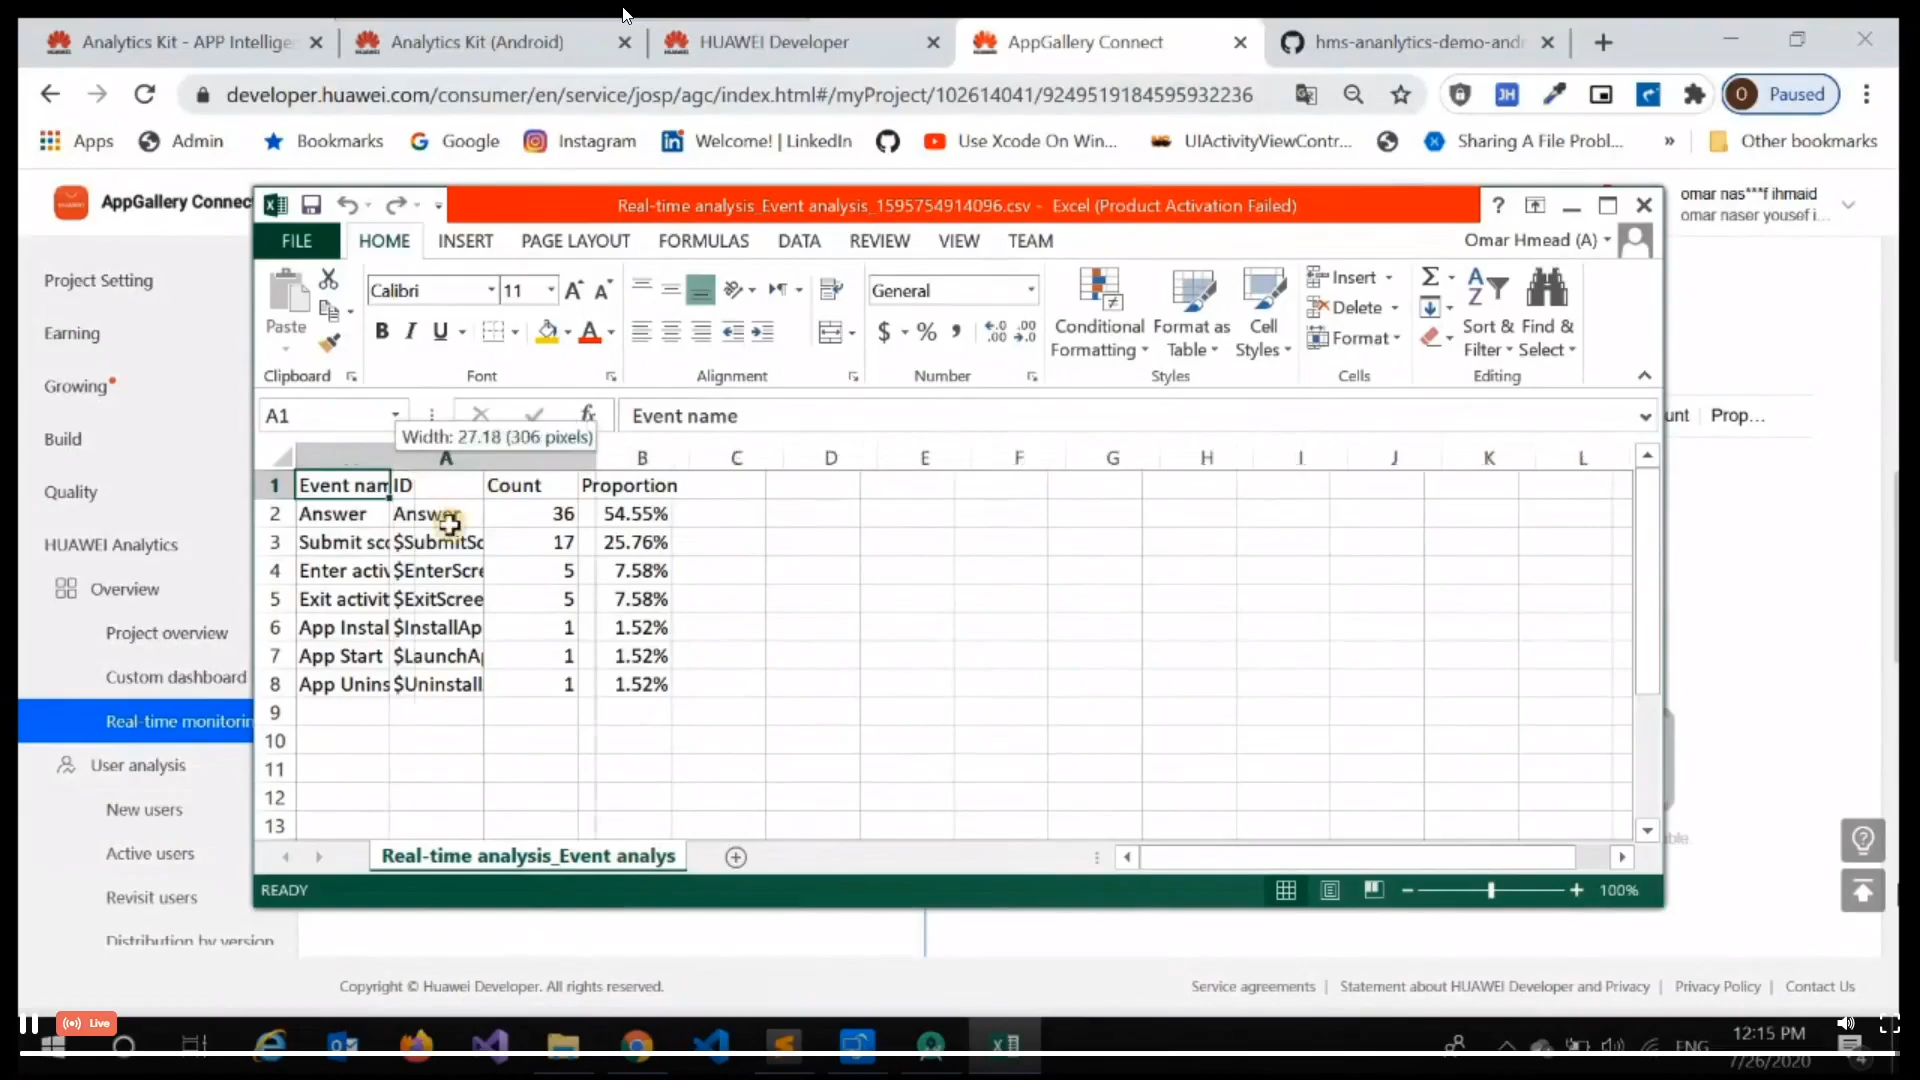 Analytics Kit - APP Intellige
Analytics Kit (Android)
HUAWEI Developer
AppGallery Connect
hms-ananlytics-demo-andr
developer.huawei.com/consumer/en/service/josp/agc/index.html#/myProject/102614041/9249519184595932236
JH
O Paused
Apps
Admin
Bookmarks
Google
Instagram
Welcome! | LinkedIn
Use Xcode On Win...
UIActivityViewContr...
Sharing A File Probl...
» Other bookmarks
AppGallery Connec
omar nas***f ihmaid
omar naser yousef i...
Real-time analysis_Event analysis_1595754914096.csv - Excel (Product Activation Failed)
FILE HOME INSERT PAGE LAYOUT FORMULAS DATA REVIEW VIEW TEAM
Omar Hmead (A)
Project Setting
Earning
Growing
Build
Quality
HUAWEI Analytics
Overview
Project overview
Custom dashboard
Real-time monitorin
User analysis
New users
Active users
Revisit users
Distribution by version
Paste
Calibri 11
B I U
General
$ %
Conditional Formatting
Format as Table
Cell Styles
Insert
Delete
Format
Sort & Filter
Find & Select
Clipboard Font Alignment Number Styles Cells Editing
A1 fx Event name
unt Prop...
Width: 27.18 (306 pixels)
A B C D E F G H I J K L
1 Event nam ID Count Proportion
2 Answer Answer 36 54.55%
3 Submit sco $SubmitSc 17 25.76%
4 Enter activ $EnterScre 5 7.58%
5 Exit activit $ExitScree 5 7.58%
6 App Instal $InstallAp 1 1.52%
7 App Start $LaunchAp 1 1.52%
8 App Unins $Uninstall 1 1.52%
9
10
11
12
13
Real-time analysis_Event analys
READY
100%
Copyright © Huawei Developer. All rights reserved.
Service agreements | Statement about HUAWEI Developer and Privacy | Privacy Policy | Contact Us
Live
ENG
12:15 PM
7/26/2020